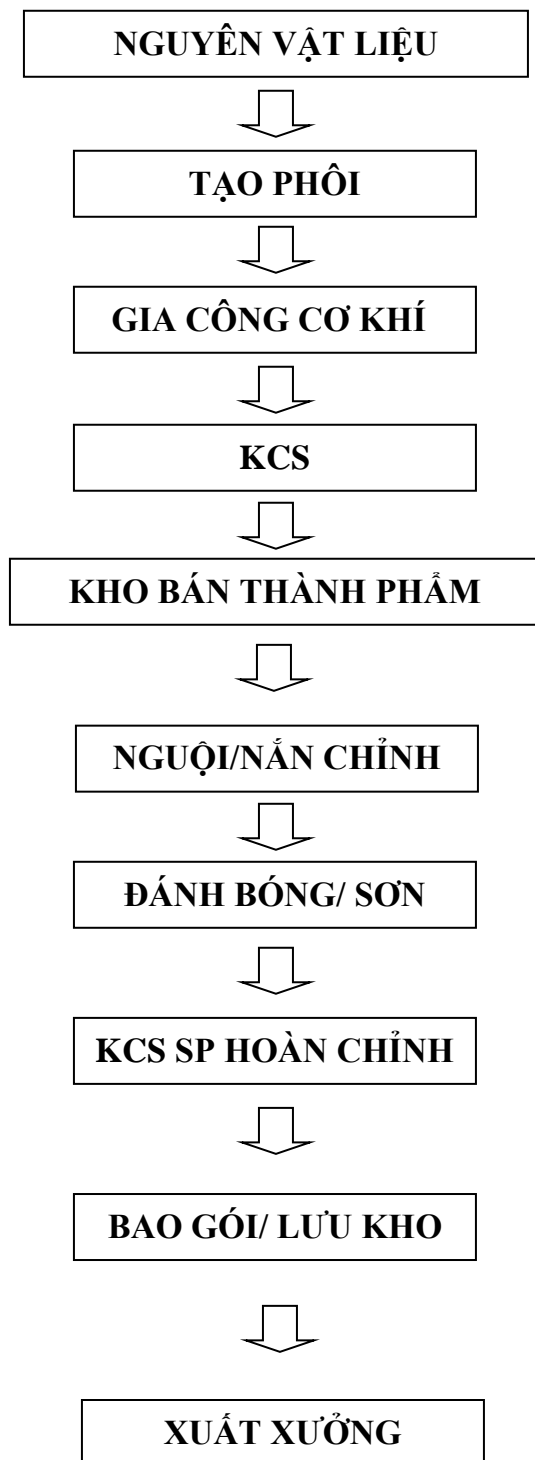 NGUYÊN VẬT LIỆU
TẠO PHÔI
GIA CÔNG CƠ KHÍ
KCS
KHO BÁN THÀNH PHẨM
NGUỘI/NẮN CHỈNH
ĐÁNH BÓNG/ SƠN
KCS SP HOÀN CHỈNH
BAO GÓI/ LƯU KHO
XUẤT XƯỞNG